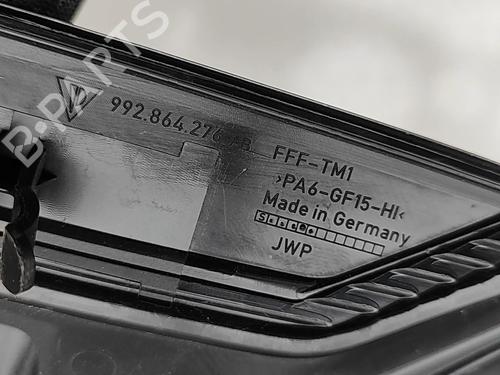 D-PARTS
992.864.276
FFF-TM1
>PA6-GF15-HI<
Made in Germany
JWP